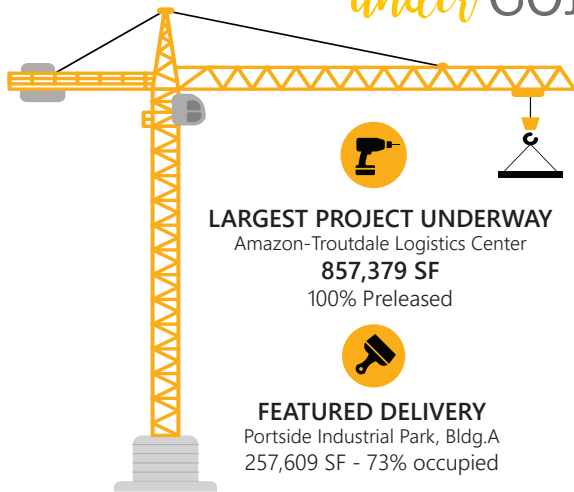 under
LARGEST PROJECT UNDERWAY
Amazon-Troutdale Logistics Center
857,379 SF
100% Preleased
FEATURED DELIVERY
Portside Industrial Park, Bldg.A
257,609 SF - 73% occupied